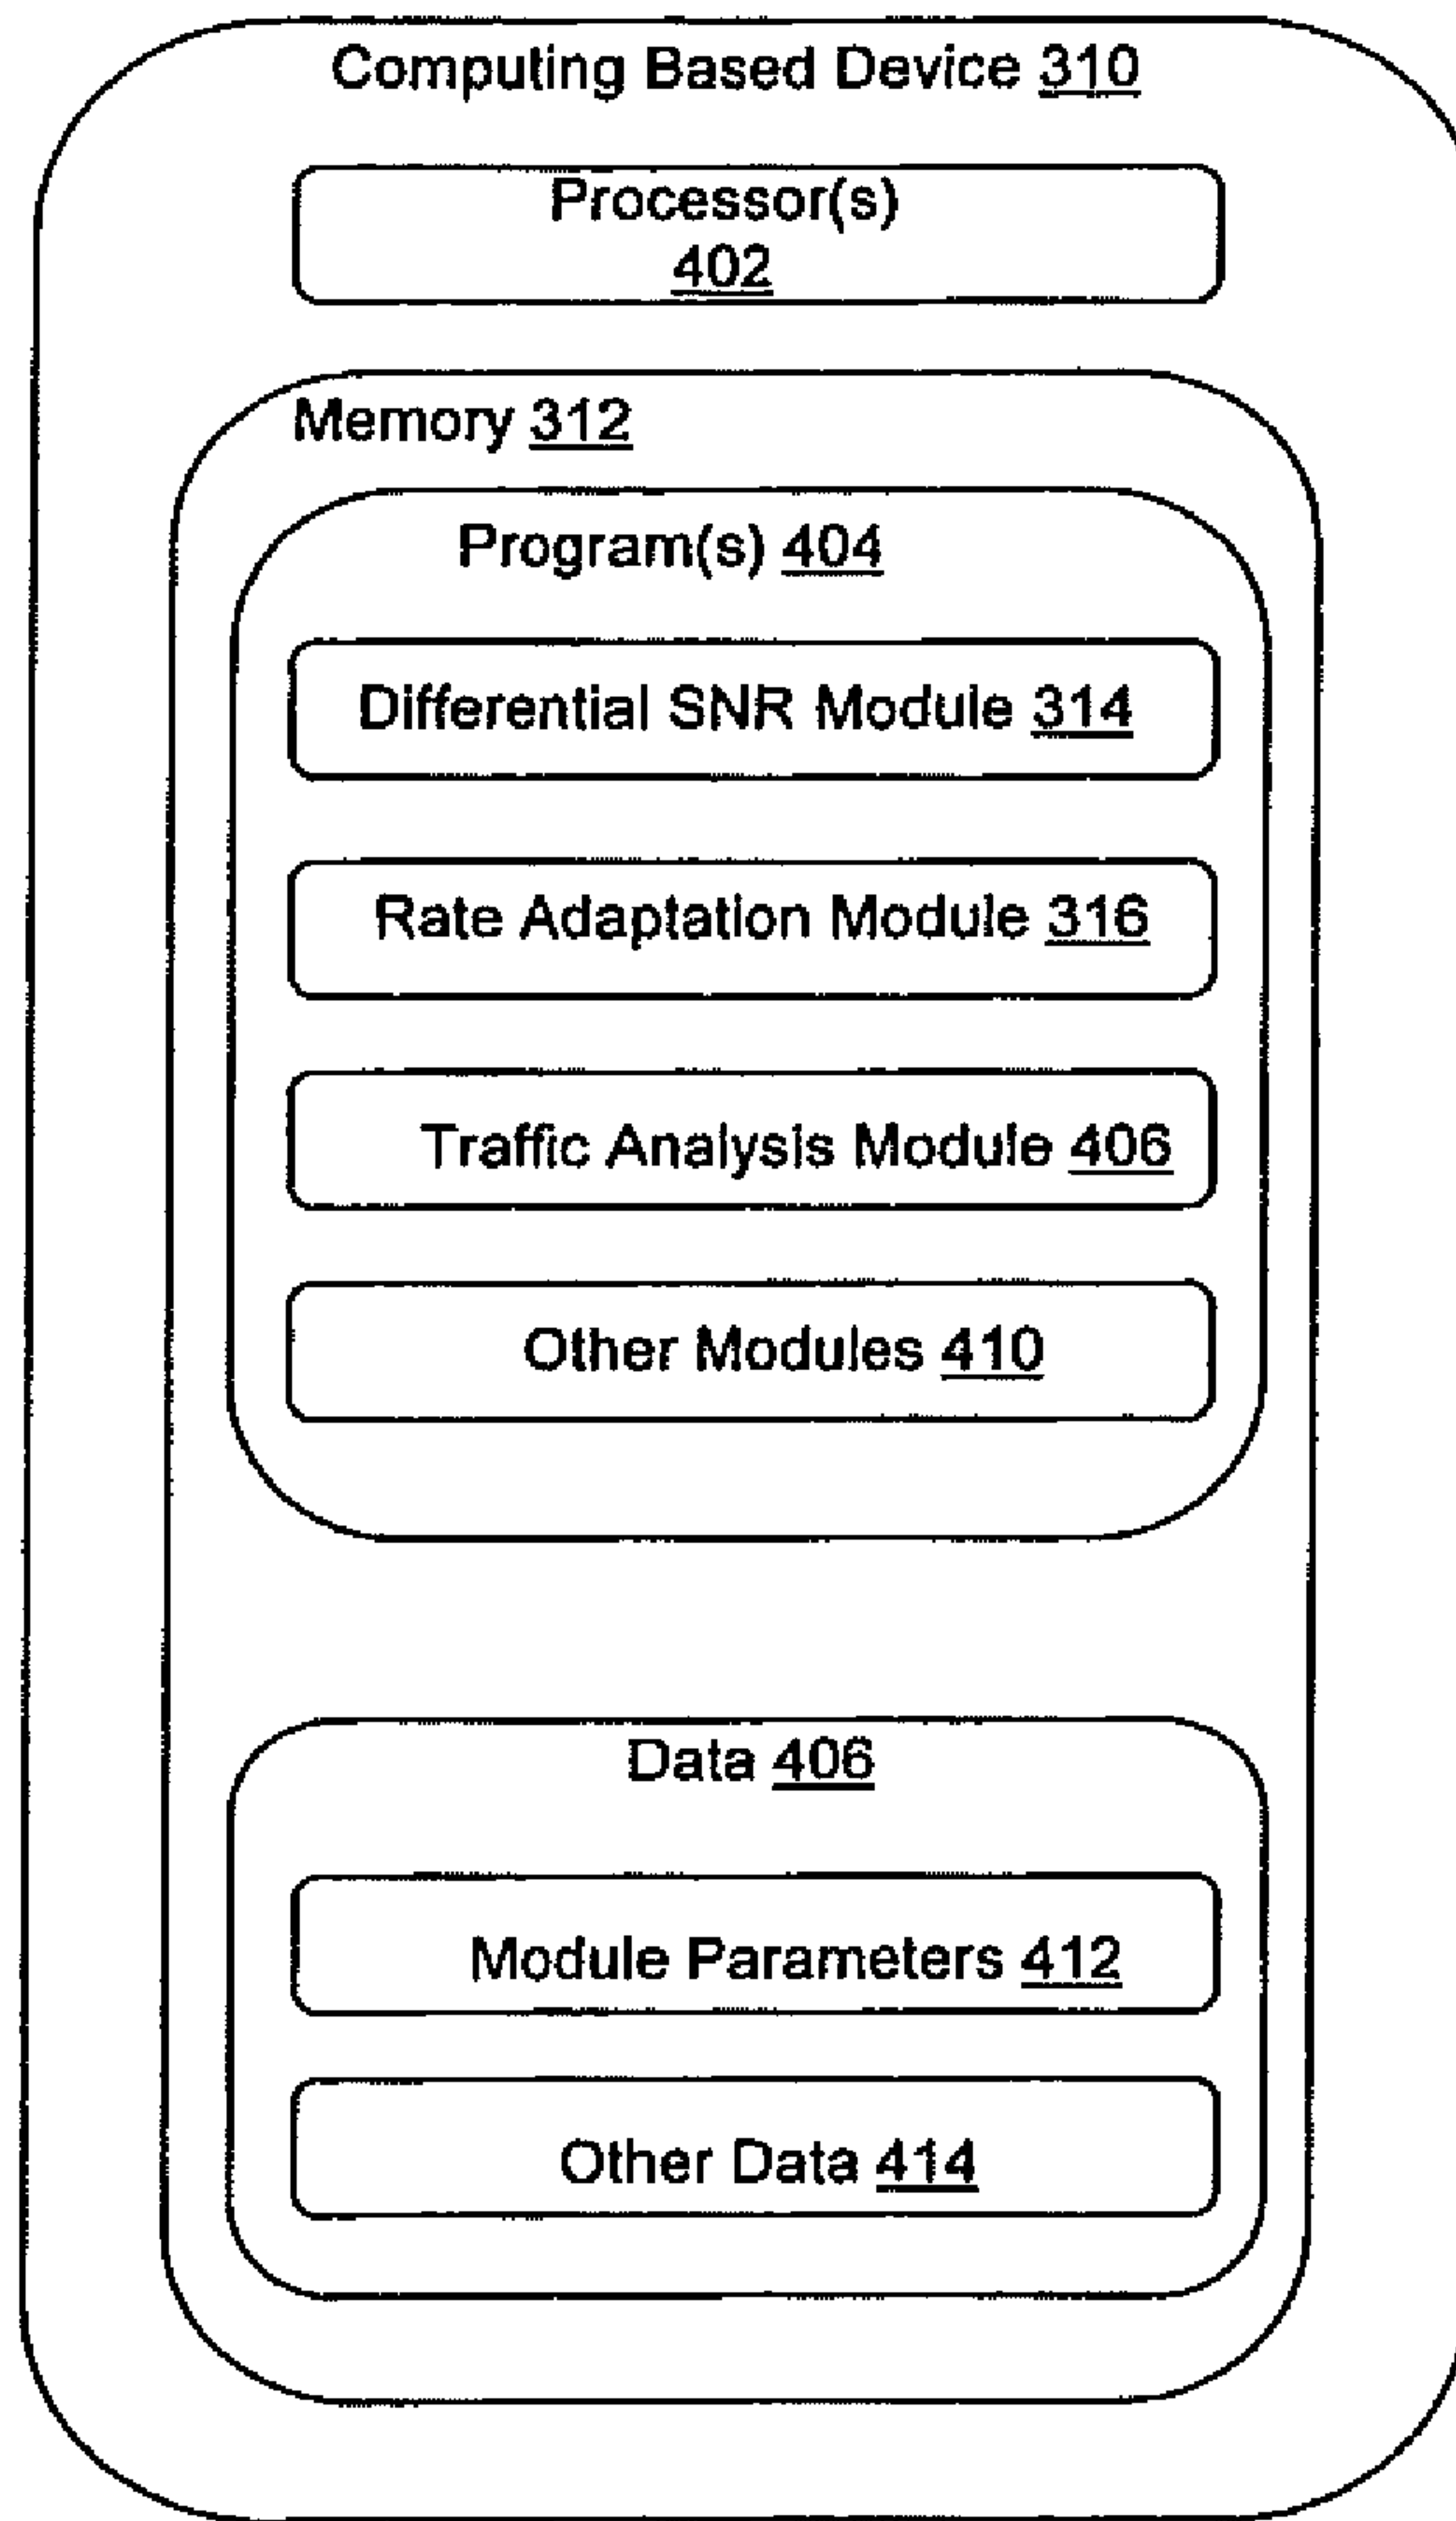 Computing Based Device 310
Processor(s)
402
Memory 312
Program(s) 404
Differential SNR Module 314
Rate Adaptation Module 316
Traffic Analysis Module 406
Other Modules 410
Data 406
Module Parameters 412
Other Data 414